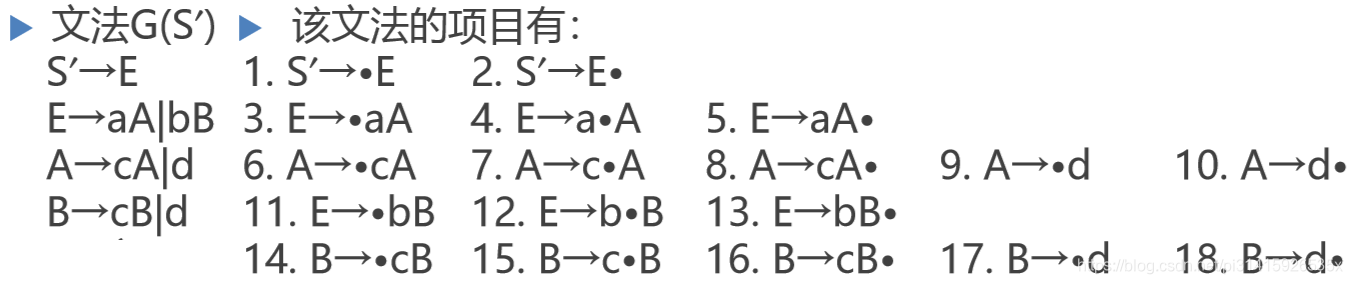 文法G(S′) 该文法的项目有：
S′→E 1. S′→•E 2. S′→E•
E→aA|bB 3. E→•aA 4. E→a•A 5. E→aA•
A→cA|d 6. A→•cA 7. A→c•A 8. A→cA• 9. A→•d 10. A→d•
B→cB|d 11. E→•bB 12. E→b•B 13. E→bB•
14. B→•cB 15. B→c•B 16. B→cB• 17. B→•d 18. B→d•